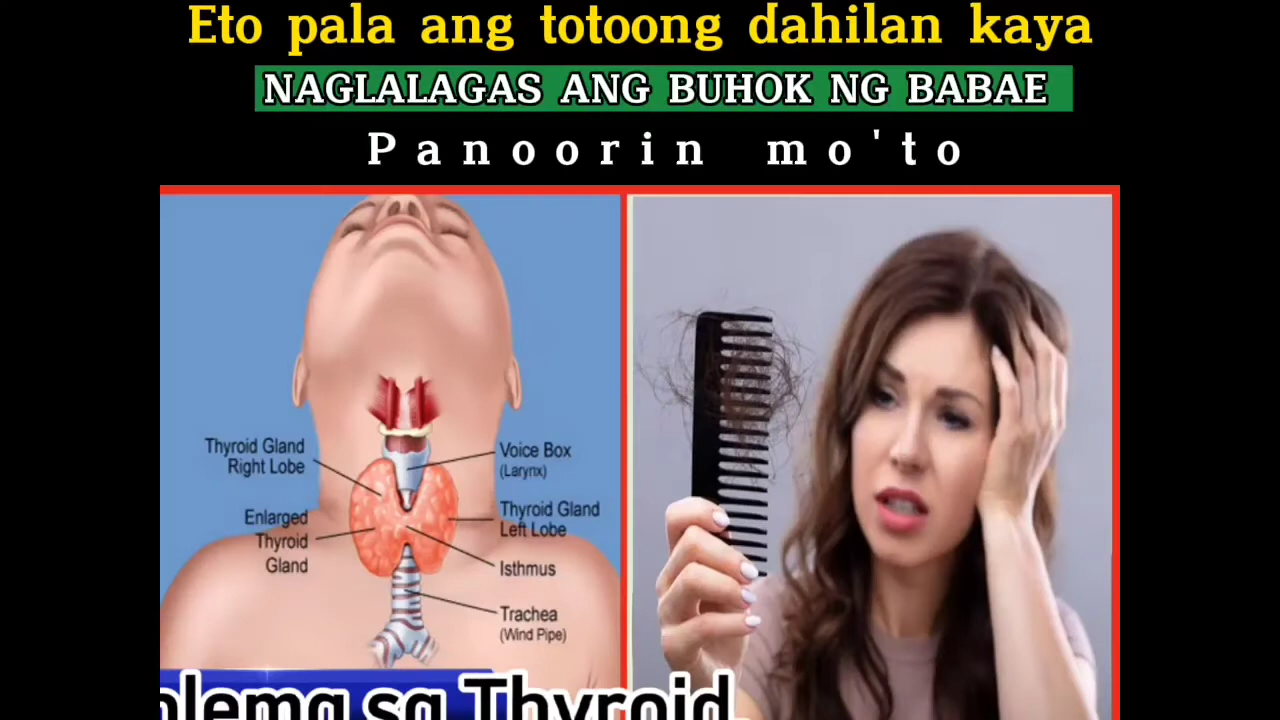 Eto pala ang totoong dahilan kaya
NAGLALAGAS ANG BUHOK NG BABAE
Panoorin mo'to
Thyroid Gland
Right Lobe
Enlarged
Thyroid
Gland
Voice Box
(Larynx)
Thyroid Gland
Left Lobe
Isthmus
Trachea
(Wind Pipe)
sa Thyroid